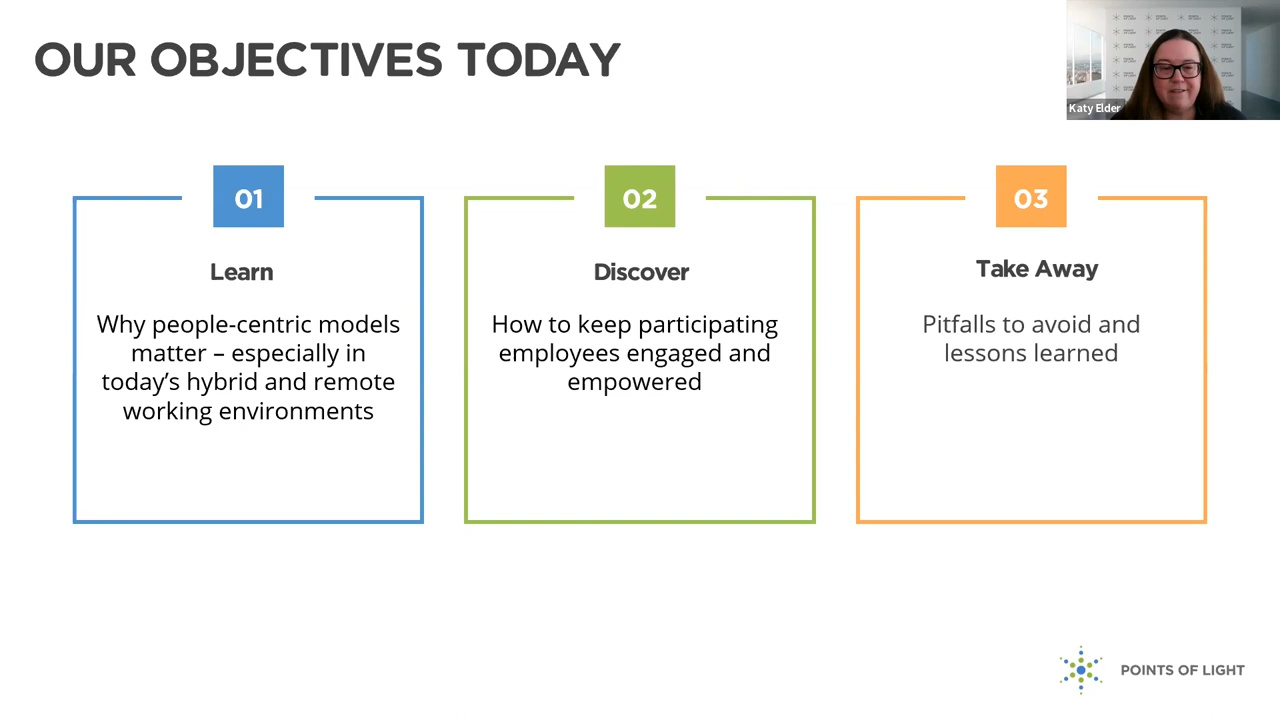 OUR OBJECTIVES TODAY
Katy Elder
01
Learn
Why people-centric models
matter – especially in
today's hybrid and remote
working environments
02
Discover
How to keep participating
employees engaged and
empowered
03
Take Away
Pitfalls to avoid and
lessons learned
POINTS OF LIGHT